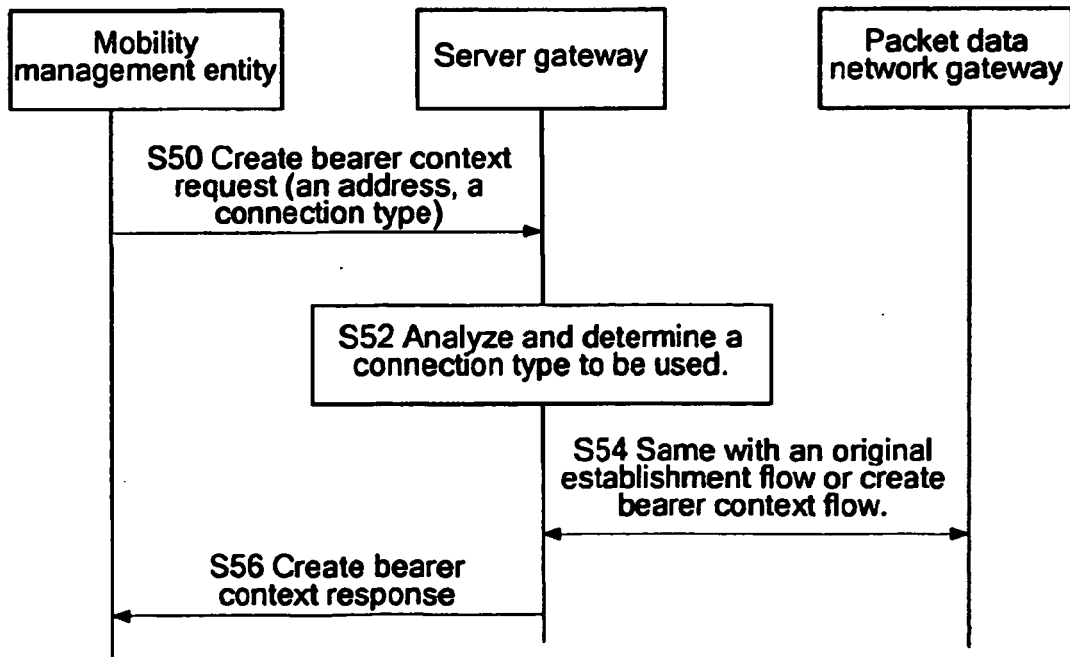 Mobility
management entity
Server gateway
Packet data
network gateway
S50 Create bearer context
request (an address, a
connection type)
S52 Analyze and determine a
connection type to be used.
S54 Same with an original
establishment flow or create
bearer context flow.
S56 Create bearer
context response